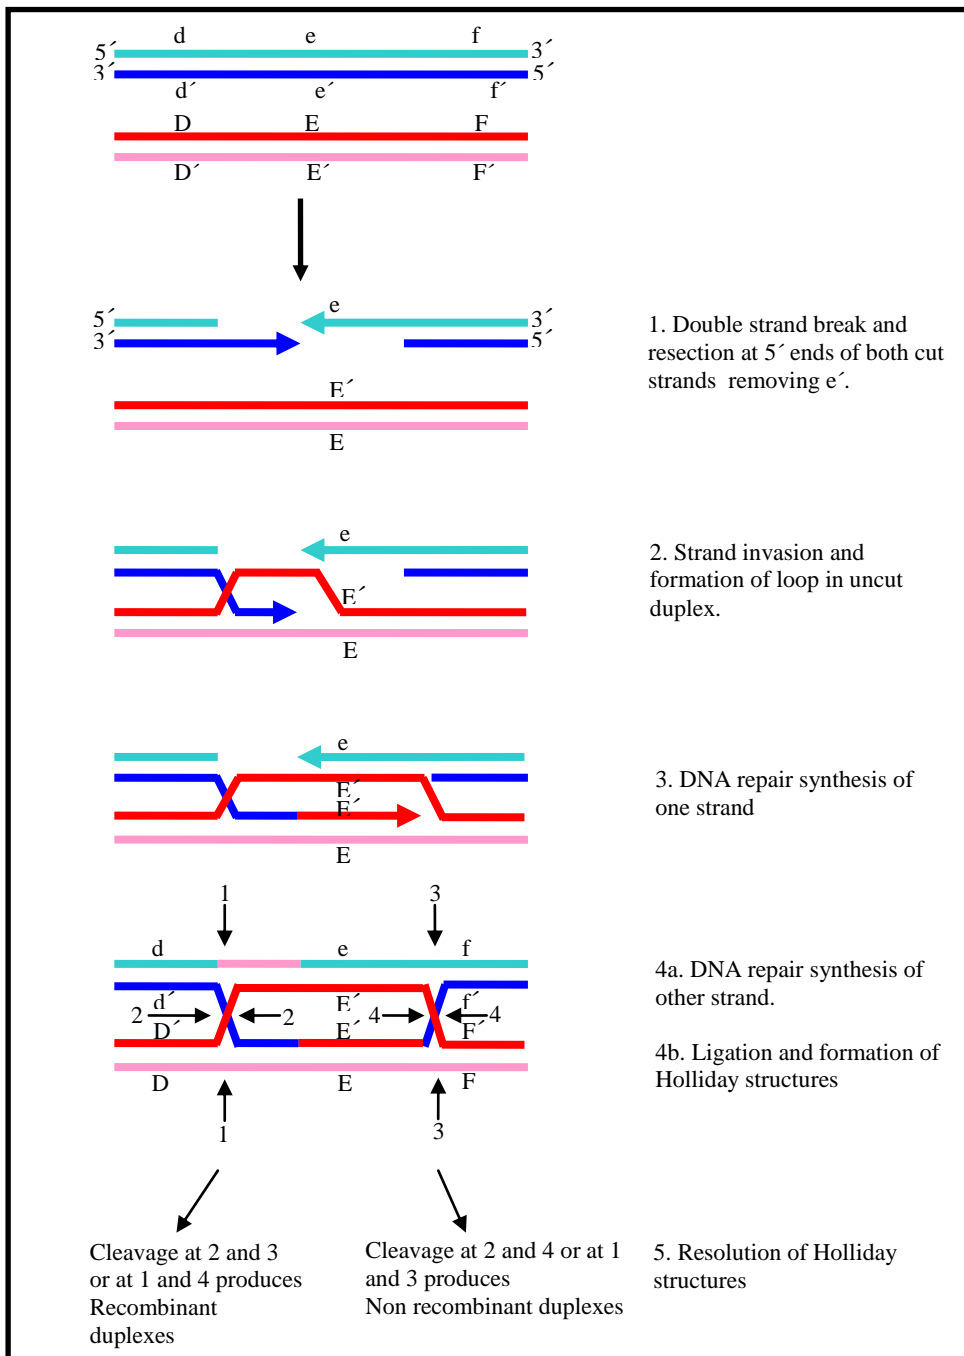 d e f
5´ 3´
3´ 5´
d´ e´ f´
D E F
D´ E´ F´
e
5´ 3´
3´ 5´
E´
E
1. Double strand break and
resection at 5´ ends of both cut
strands removing e´.
e
E´
E
2. Strand invasion and
formation of loop in uncut
duplex.
e
E´
E´
E
3. DNA repair synthesis of
one strand
1 3
d e f
d´ E´ f´
2 2 4 4
D´ E´ F´
D E F
1 3
4a. DNA repair synthesis of
other strand.
4b. Ligation and formation of
Holliday structures
Cleavage at 2 and 3
or at 1 and 4 produces
Recombinant
duplexes
Cleavage at 2 and 4 or at 1
and 3 produces
Non recombinant duplexes
5. Resolution of Holliday
structures